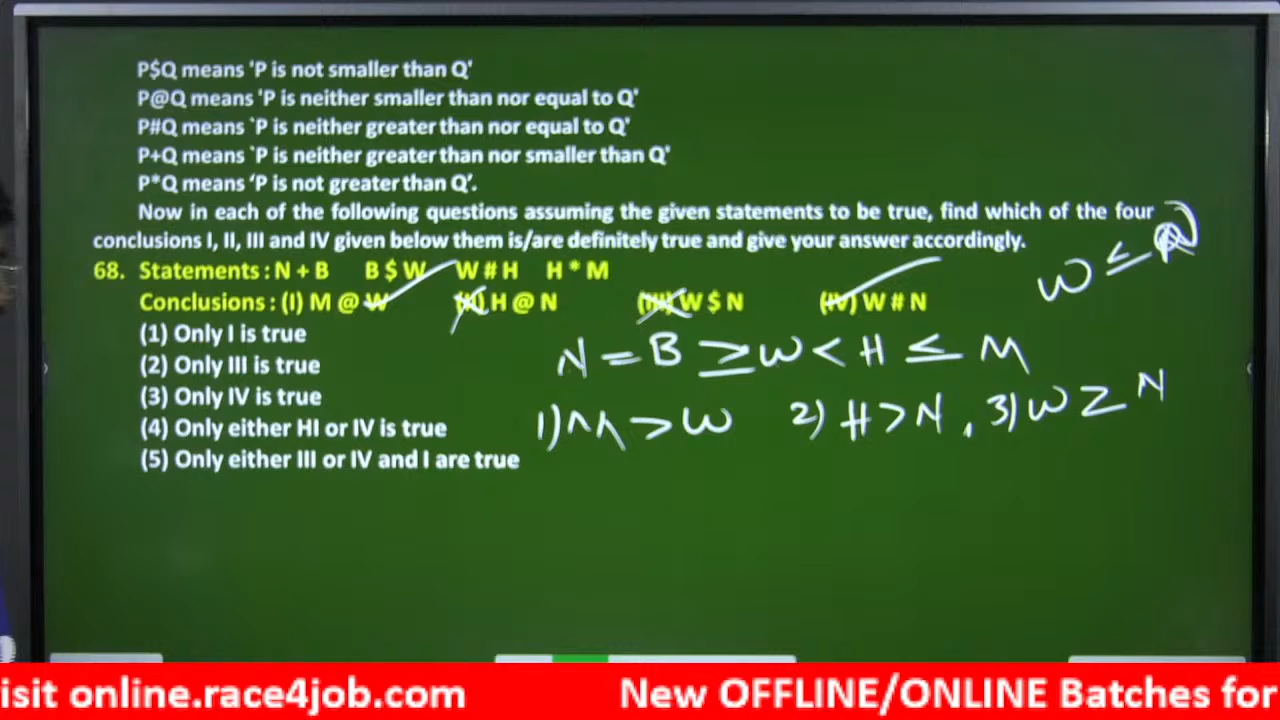 P$Q means 'P is not smaller than Q'
P@Q means 'P is neither smaller than nor equal to Q'
P#Q means `P is neither greater than nor equal to Q'
P+Q means `P is neither greater than nor smaller than Q'
P*Q means 'P is not greater than Q'.
Now in each of the following questions assuming the given statements to be true, find which of the four
conclusions I, II, III and IV given below them is/are definitely true and give your answer accordingly.
W ≤
68. Statements : N + B B $ W W # H H * M
Conclusions : (I) M @ W (II) H @ N (III) W $ N (IV) W # N
(1) Only I is true
N = B ≥ W < H ≤ M
(2) Only III is true
(3) Only IV is true
1) M > W 2) H > N, 3) W ≥ N
(4) Only either HI or IV is true
(5) Only either III or IV and I are true
isit online.race4job.com New OFFLINE/ONLINE Batches for